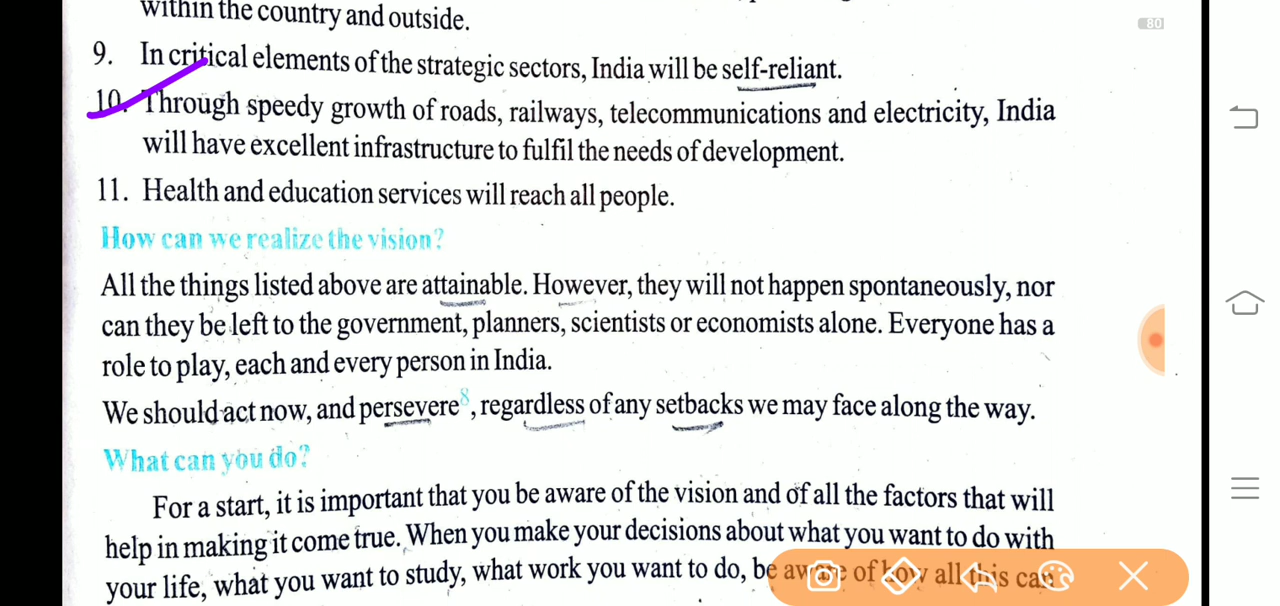 within the country and outside.
80
9. In critical elements of the strategic sectors, India will be self-reliant.
10. Through speedy growth of roads, railways, telecommunications and electricity, India
will have excellent infrastructure to fulfil the needs of development.
11. Health and education services will reach all people.
How can we realize the vision?
All the things listed above are attainable. However, they will not happen spontaneously, nor
can they be left to the government, planners, scientists or economists alone. Everyone has a
role to play, each and every person in India.
We should act now, and persevere8, regardless of any setbacks we may face along the way.
What can you do?
For a start, it is important that you be aware of the vision and of all the factors that will
help in making it come true. When you make your decisions about what you want to do with
your life, what you want to study, what work you want to do, be aware of how all this can